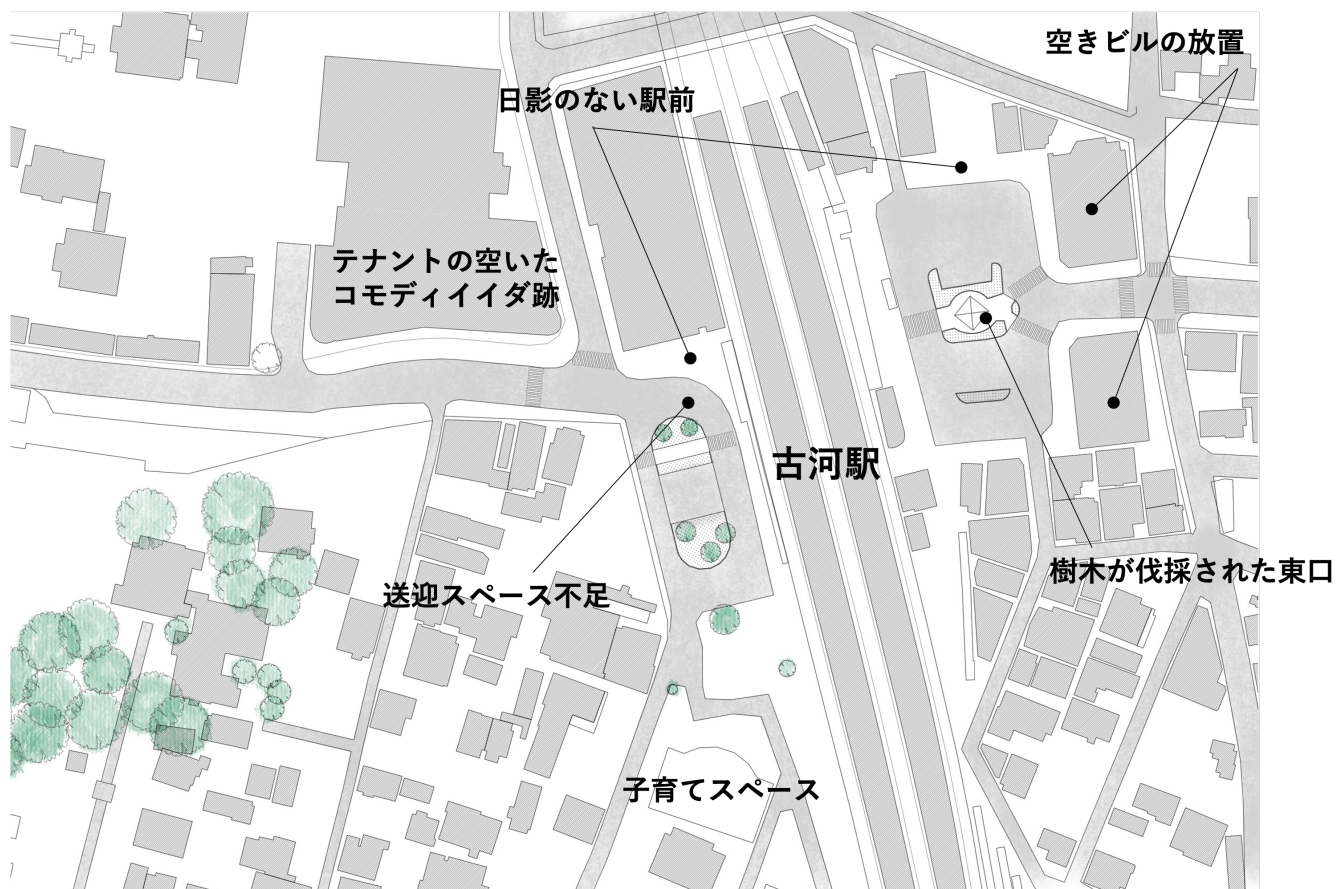 空きビルの放置
日影のない駅前
テナントの空いた
コモディイイダ跡
古河駅
樹木が伐採された東口
送迎スペース不足
子育てスペース